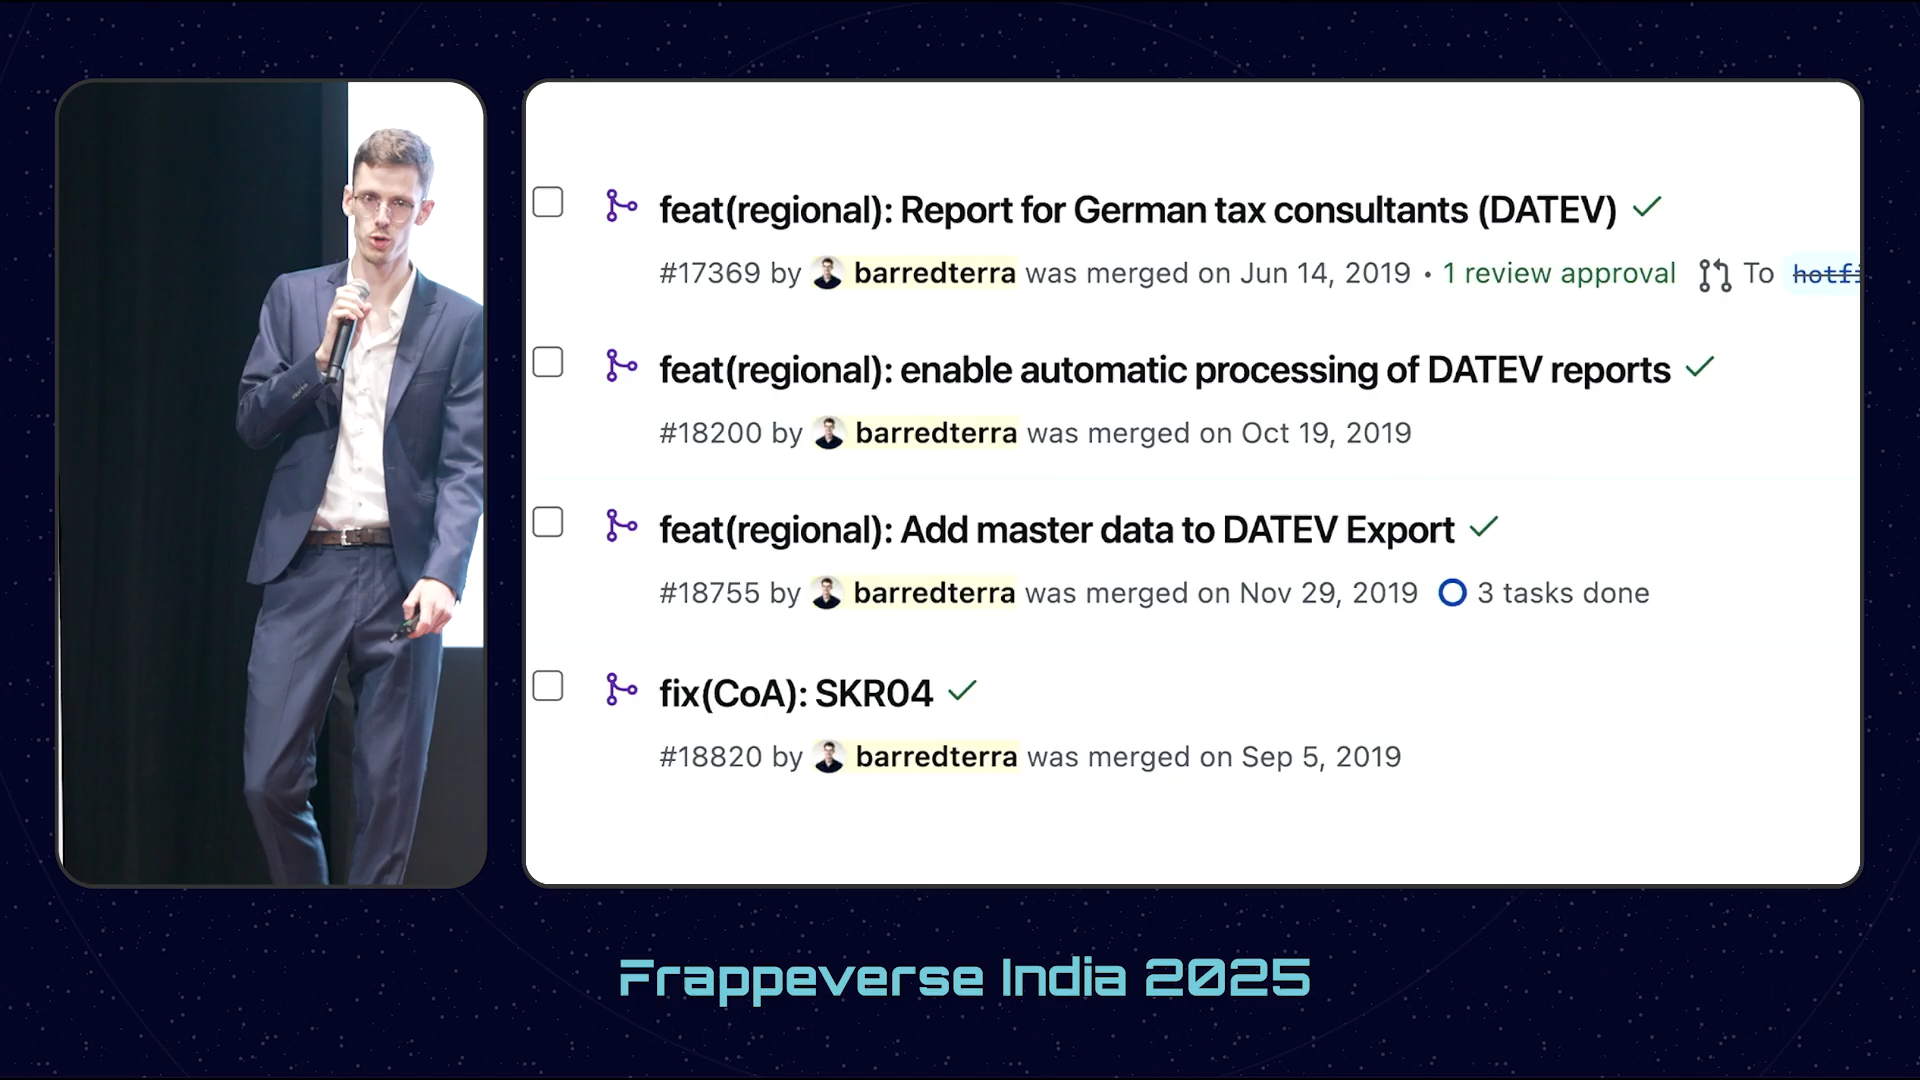 feat(regional): Report for German tax consultants (DATEV)
#17369 by barredterra was merged on Jun 14, 2019 • 1 review approval To hotfi
feat(regional): enable automatic processing of DATEV reports
#18200 by barredterra was merged on Oct 19, 2019
feat(regional): Add master data to DATEV Export
#18755 by barredterra was merged on Nov 29, 2019 3 tasks done
fix(CoA): SKR04
#18820 by barredterra was merged on Sep 5, 2019
Frappeverse India 2025